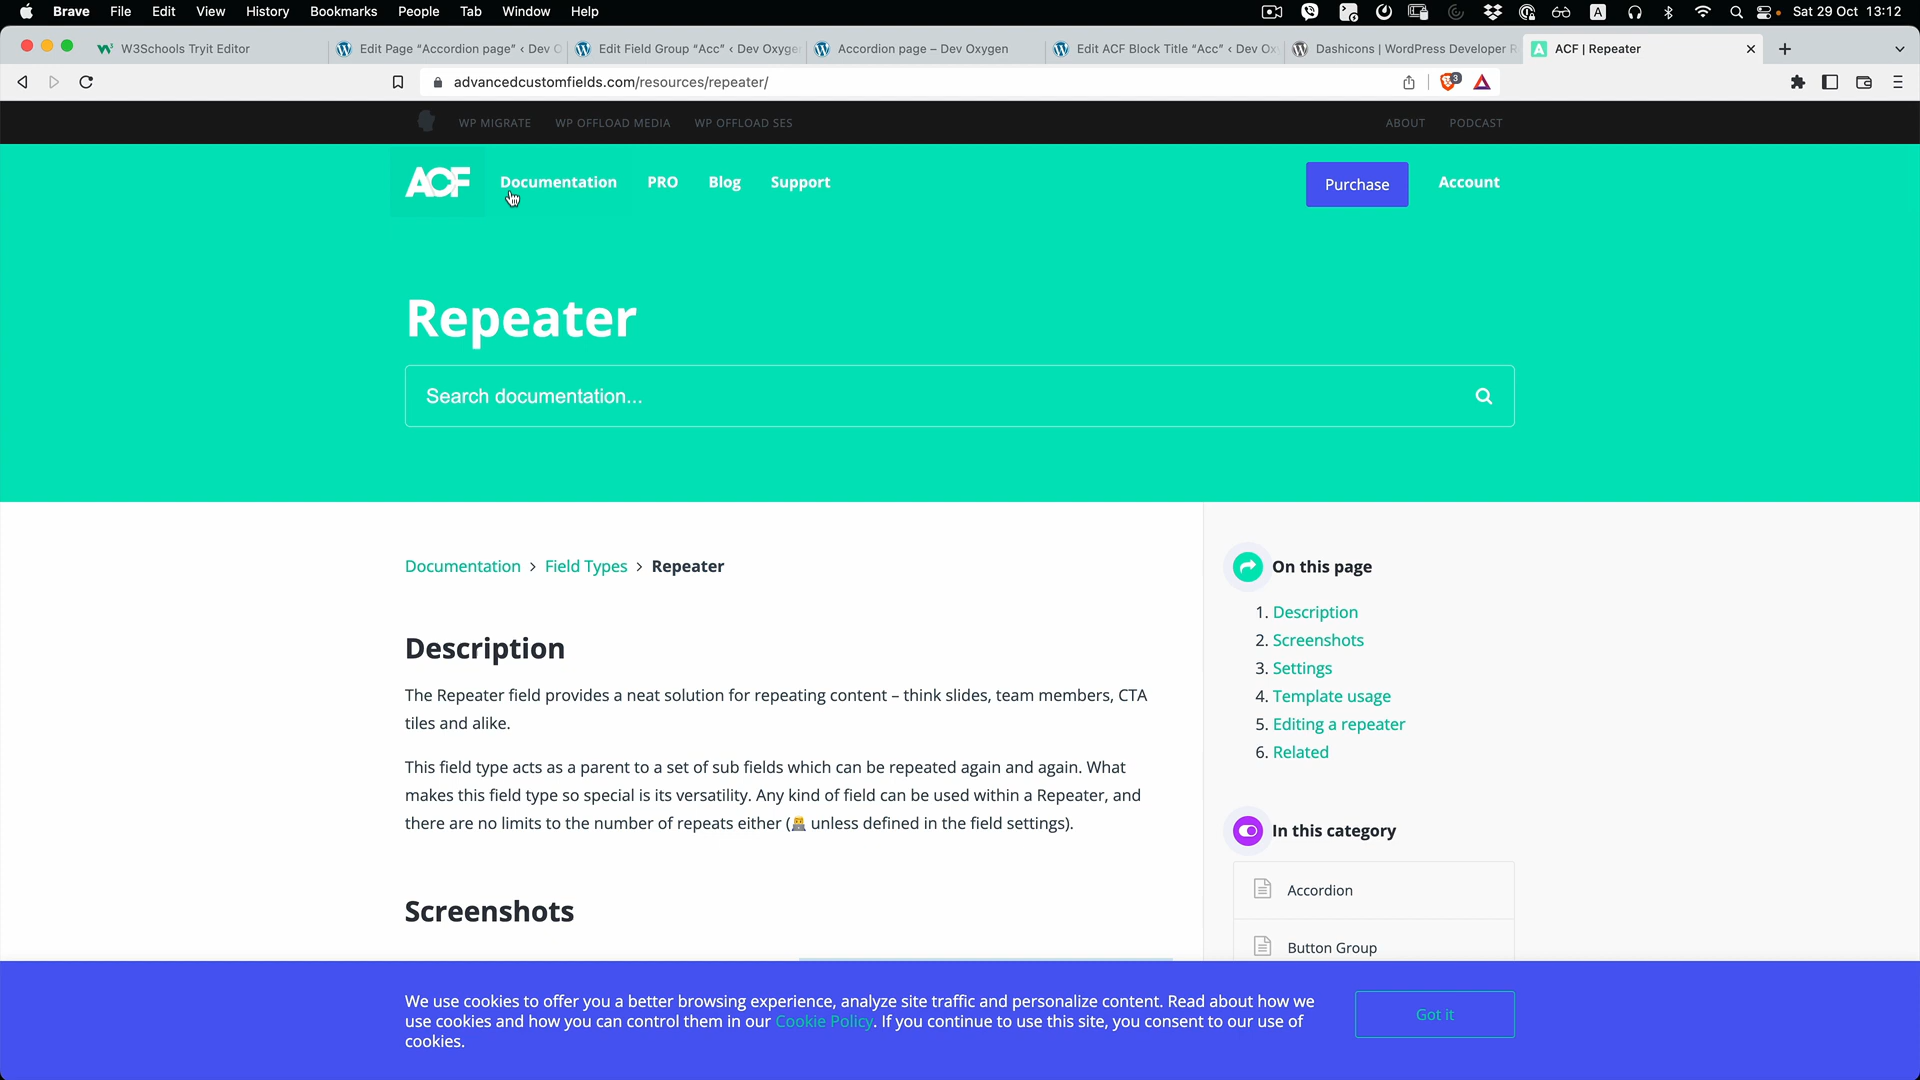 Brave File Edit View History Bookmarks People Tab Window Help Sat 29 Oct 13:12
W3Schools Tryit Editor
Edit Page “Accordion page” < Dev O
Edit Field Group “Acc” < Dev Oxyge
Accordion page – Dev Oxygen
Edit ACF Block Title “Acc” < Dev Ox
Dashicons | WordPress Developer R
ACF | Repeater
advancedcustomfields.com/resources/repeater/
3
WP MIGRATE WP OFFLOAD MEDIA WP OFFLOAD SES ABOUT PODCAST
ACF Documentation PRO Blog Support Purchase Account
Repeater
Search documentation...
Documentation > Field Types > Repeater
Description
The Repeater field provides a neat solution for repeating content – think slides, team members, CTA
tiles and alike.
This field type acts as a parent to a set of sub fields which can be repeated again and again. What
makes this field type so special is its versatility. Any kind of field can be used within a Repeater, and
there are no limits to the number of repeats either (👨‍💻 unless defined in the field settings).
Screenshots
On this page
1. Description
2. Screenshots
3. Settings
4. Template usage
5. Editing a repeater
6. Related
In this category
Accordion
Button Group
We use cookies to offer you a better browsing experience, analyze site traffic and personalize content. Read about how we
use cookies and how you can control them in our Cookie Policy. If you continue to use this site, you consent to our use of
cookies.
Got it